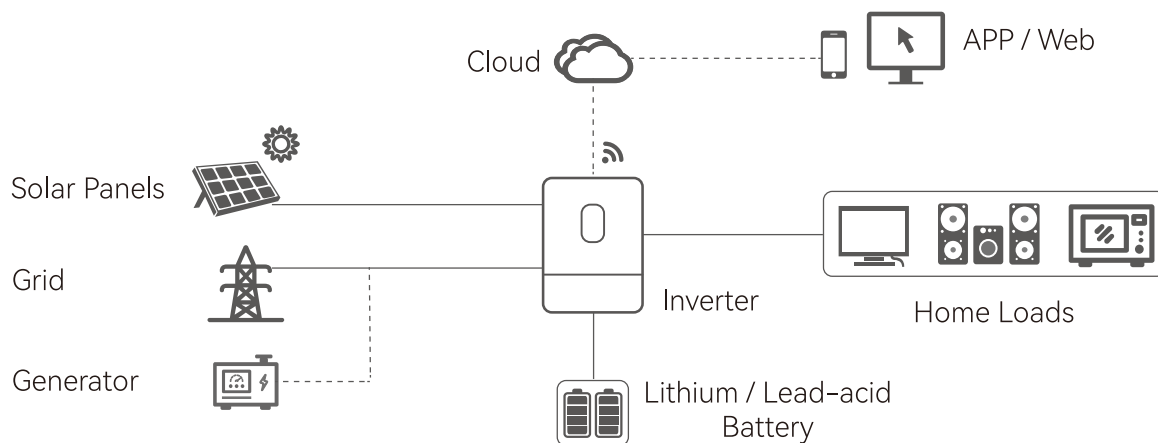 Cloud
APP / Web
Solar Panels
Grid
Inverter
Home Loads
Generator
Lithium / Lead-acid
Battery